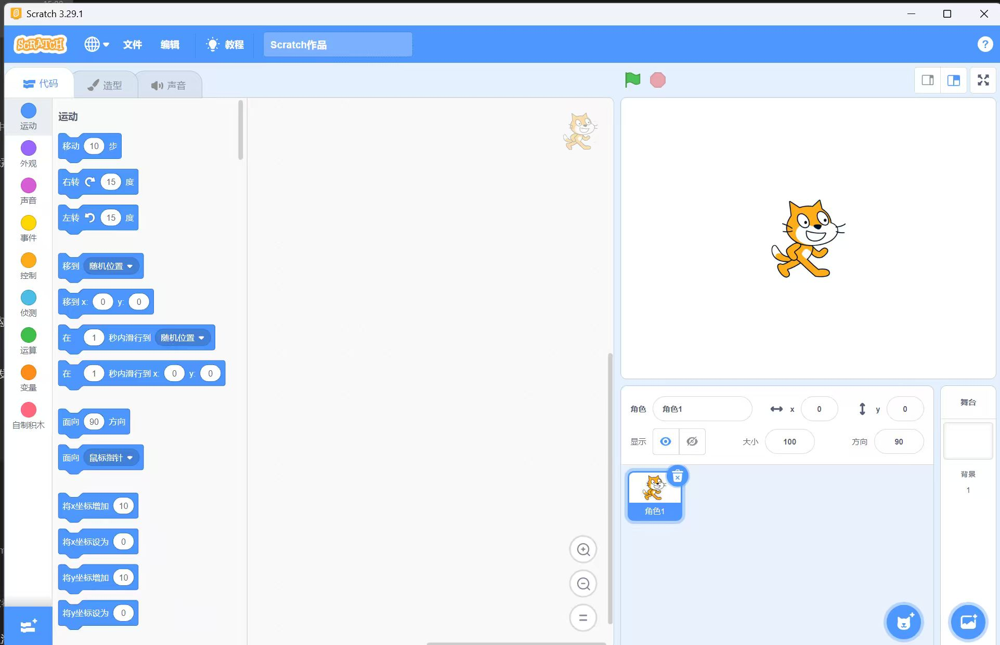 Scratch 3.29.1
SCRATCH 文件 编辑 教程 Scratch作品 ?
代码 造型 声音
运动
外观
声音
事件
控制
侦测
运算
变量
自制积木
运动
移动 10 步
右转 15 度
左转 15 度
移到 随机位置
移到 x: 0 y: 0
在 1 秒内滑行到 随机位置
在 1 秒内滑行到 x: 0 y: 0
面向 90 方向
面向 鼠标指针
将x坐标增加 10
将x坐标设为 0
将y坐标增加 10
将y坐标设为 0
角色 角色1 x 0 y 0
显示 大小 100 方向 90
角色1
舞台
背景
1